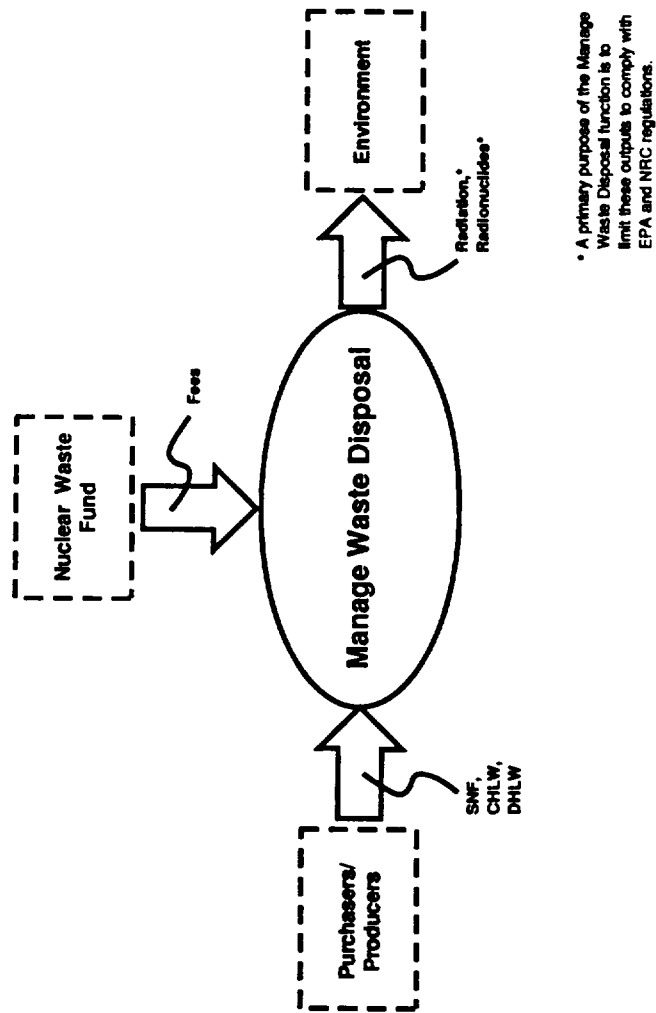 Nuclear Waste
Fund
Fees
Purchasers/
Producers
SNF,
CHLW,
DHLW
Manage Waste Disposal
Radiation,*
Radionuclides*
Environment
* A primary purpose of the Manage
Waste Disposal function is to
limit these outputs to comply with
EPA and NRC regulations.